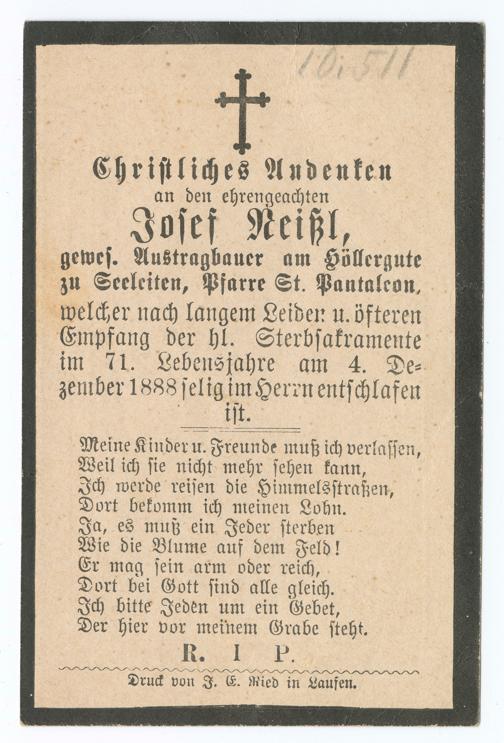 10.511
Christliches Andenken
an den ehrengeachten
Josef Neißl,
gewes. Austragbauer am Höllergute
zu Seeleiten, Pfarre St. Pantaleon,
welcher nach langem Leiden u. öfteren
Empfang der hl. Sterbsakramente
im 71. Lebensjahre am 4. De=
zember 1888 selig im Herrn entschlafen
ist.
Meine Kinder u. Freunde muß ich verlassen,
Weil ich sie nicht mehr sehen kann,
Ich werde reisen die Himmelsstraßen,
Dort bekomm ich meinen Lohn.
Ja, es muß ein Jeder sterben
Wie die Blume auf dem Feld!
Er mag sein arm oder reich,
Dort bei Gott sind alle gleich.
Ich bitte Jeden um ein Gebet,
Der hier vor meinem Grabe steht.
R. I P.
Druck von J. E. Ried in Laufen.